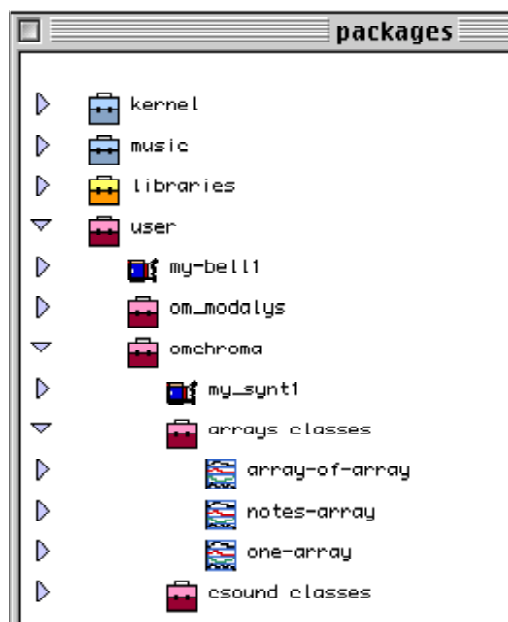 packages
kernel
music
libraries
user
my-bell1
om_modalys
omchroma
my_synt1
arrays classes
array-of-array
notes-array
one-array
csound classes